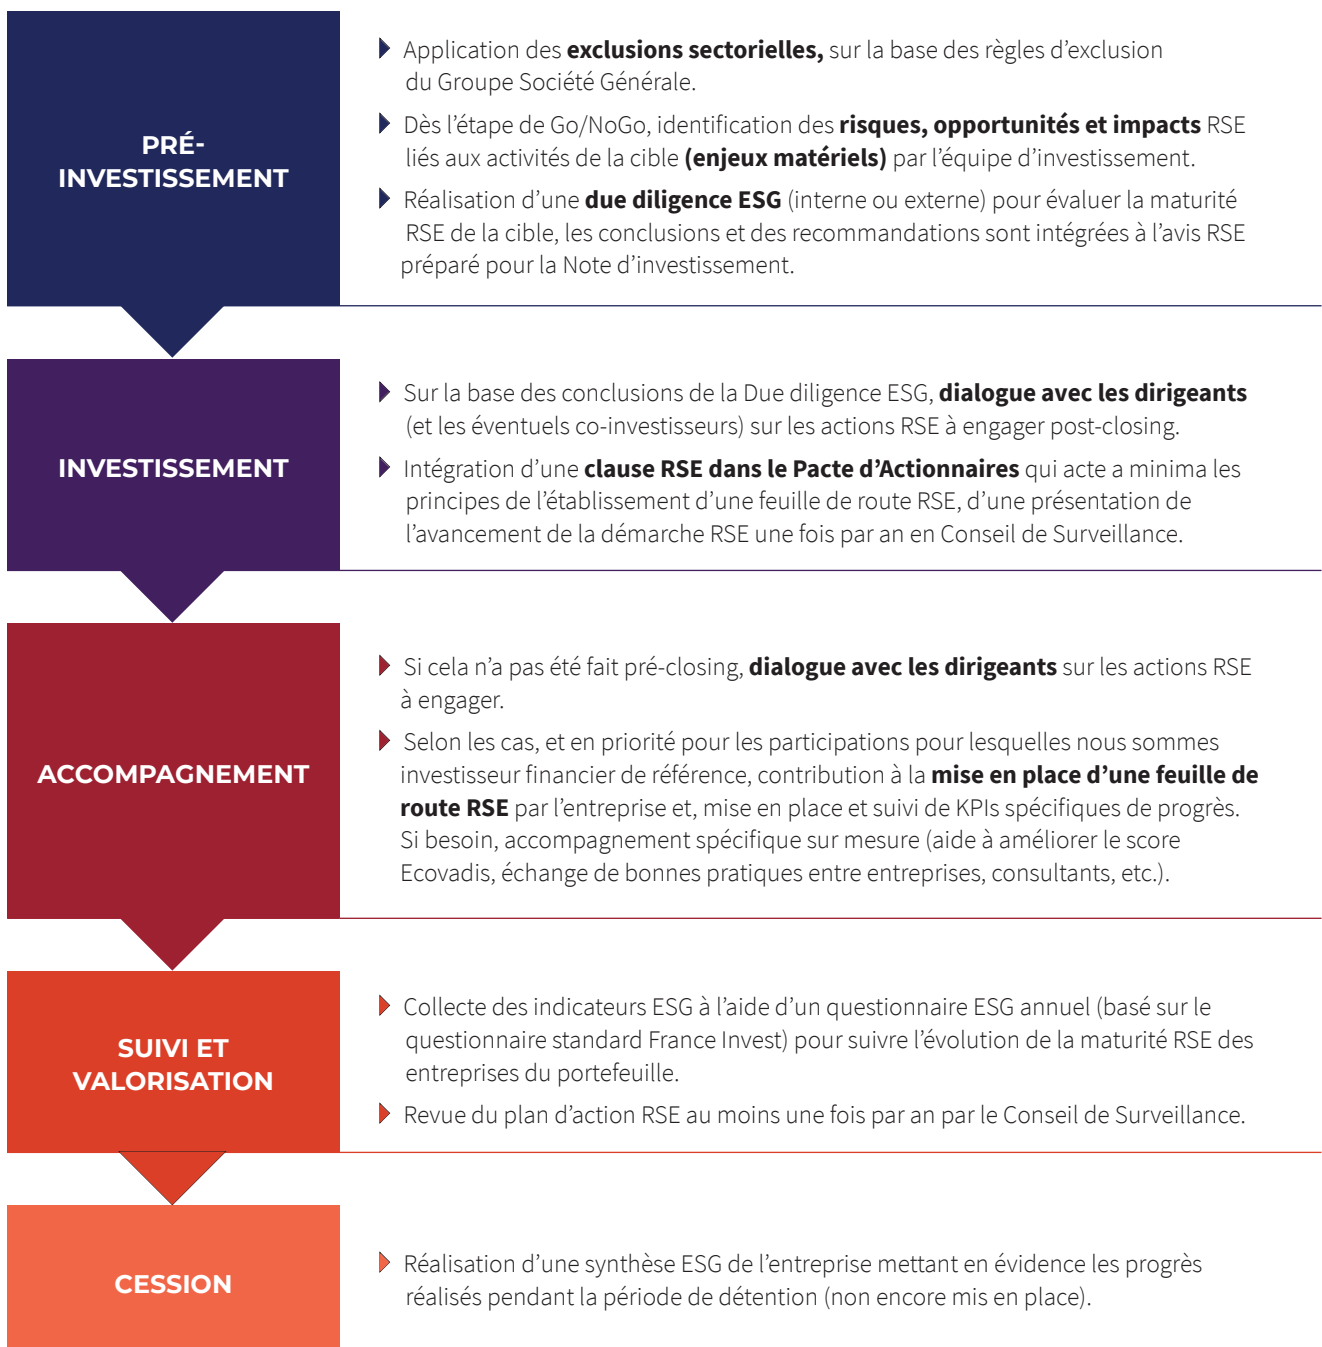 PRÉ-
INVESTISSEMENT
Application des exclusions sectorielles, sur la base des règles d’exclusion
du Groupe Société Générale.
Dès l’étape de Go/NoGo, identification des risques, opportunités et impacts RSE
liés aux activités de la cible (enjeux matériels) par l’équipe d’investissement.
Réalisation d’une due diligence ESG (interne ou externe) pour évaluer la maturité
RSE de la cible, les conclusions et des recommandations sont intégrées à l’avis RSE
préparé pour la Note d’investissement.
INVESTISSEMENT
Sur la base des conclusions de la Due diligence ESG, dialogue avec les dirigeants
(et les éventuels co-investisseurs) sur les actions RSE à engager post-closing.
Intégration d’une clause RSE dans le Pacte d’Actionnaires qui acte a minima les
principes de l’établissement d’une feuille de route RSE, d’une présentation de
l’avancement de la démarche RSE une fois par an en Conseil de Surveillance.
ACCOMPAGNEMENT
Si cela n’a pas été fait pré-closing, dialogue avec les dirigeants sur les actions RSE
à engager.
Selon les cas, et en priorité pour les participations pour lesquelles nous sommes
investisseur financier de référence, contribution à la mise en place d’une feuille de
route RSE par l’entreprise et, mise en place et suivi de KPIs spécifiques de progrès.
Si besoin, accompagnement spécifique sur mesure (aide à améliorer le score
Ecovadis, échange de bonnes pratiques entre entreprises, consultants, etc.).
SUIVI ET
VALORISATION
Collecte des indicateurs ESG à l’aide d’un questionnaire ESG annuel (basé sur le
questionnaire standard France Invest) pour suivre l’évolution de la maturité RSE des
entreprises du portefeuille.
Revue du plan d’action RSE au moins une fois par an par le Conseil de Surveillance.
CESSION
Réalisation d’une synthèse ESG de l’entreprise mettant en évidence les progrès
réalisés pendant la période de détention (non encore mis en place).